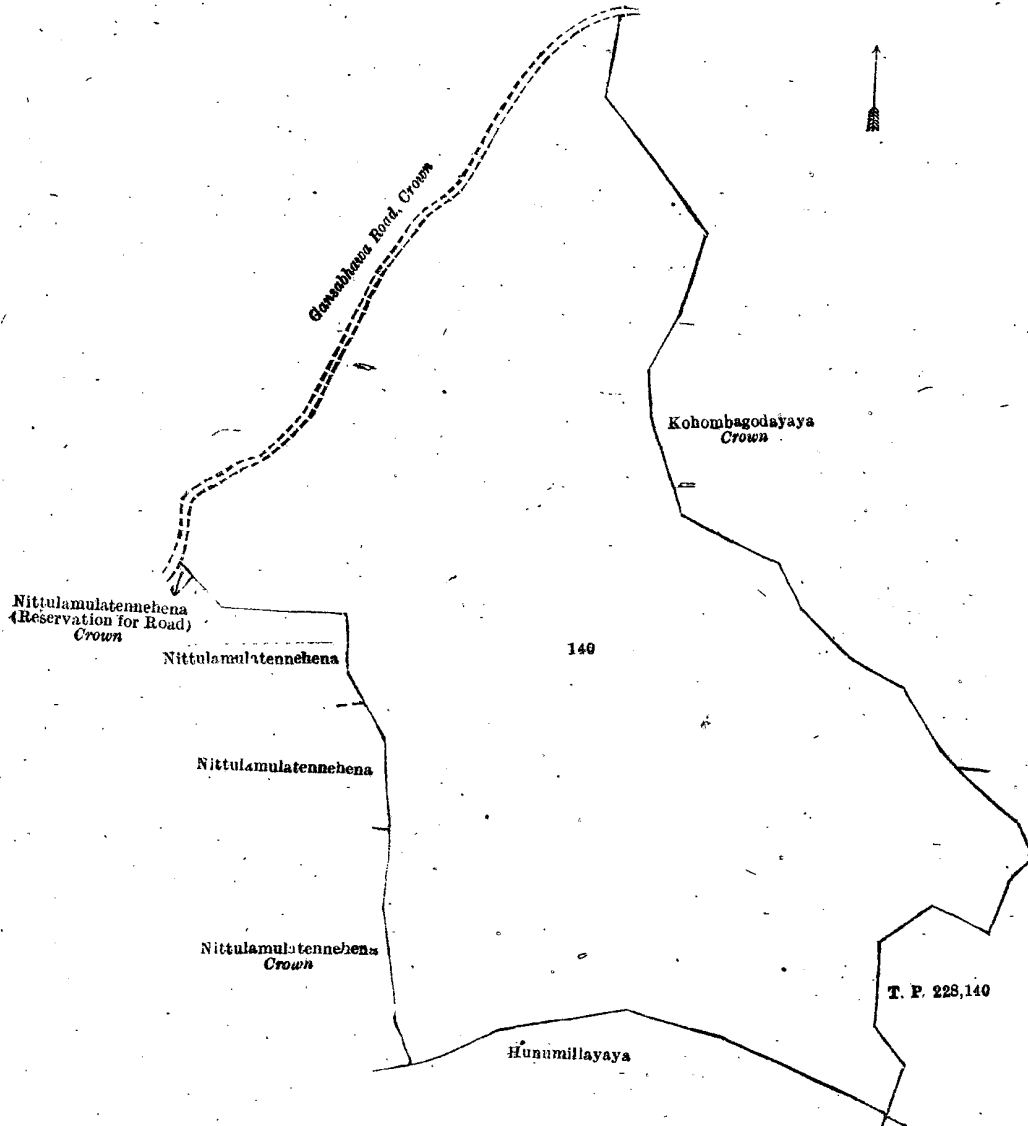 Gansabhawa Road, Crown
Kohombagodayaya
Crown
Nittulamulatennehena
(Reservation for Road)
Crown
140
Nittulamulatennehena
Nittulamulatennehena
Nittulamulatennehena
Crown
T. P. 228,140
Hunumillayaya